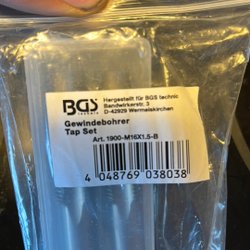 BGS
technic
Hergestellt für BGS technic
Bandwirkerstr. 3
D-42929 Wermelskirchen
Gewindebohrer
Tap Set
Art. 1900-M16X1.5-B
4 048769 038038